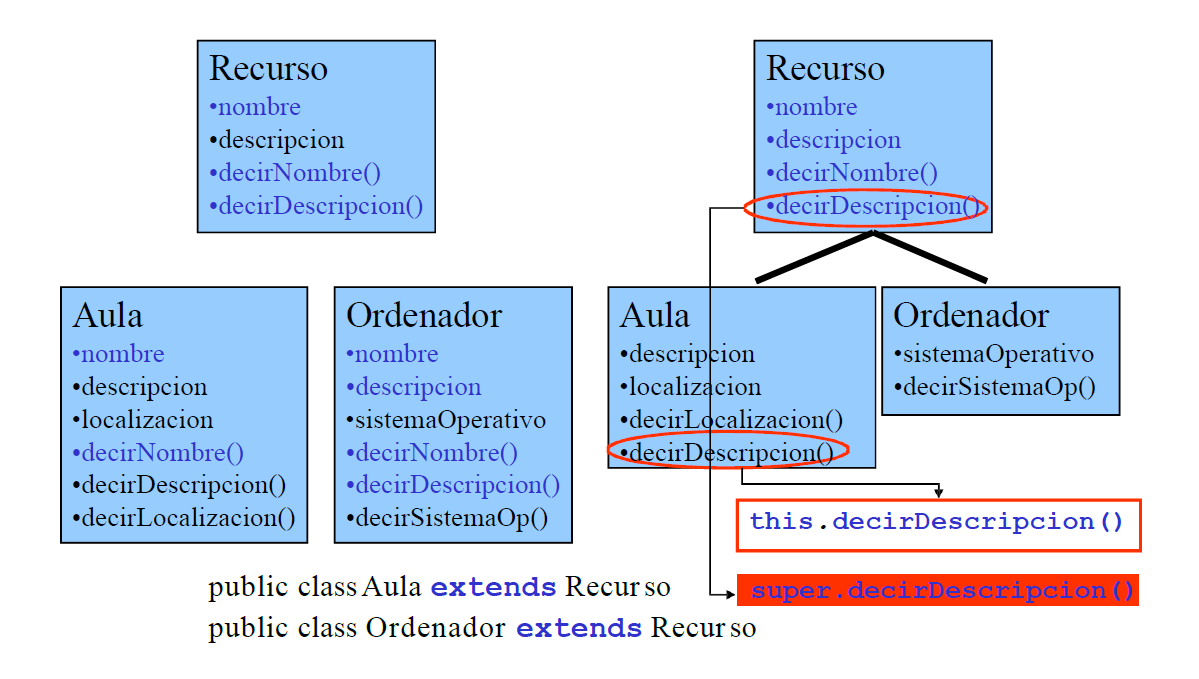 Recurso
•nombre
•descripcion
•decirNombre()
•decirDescripcion()
Aula
•nombre
•descripcion
•localizacion
•decirNombre()
•decirDescripcion()
•decirLocalizacion()
Ordenador
•nombre
•descripcion
•sistemaOperativo
•decirNombre()
•decirDescripcion()
•decirSistemaOp()
Recurso
•nombre
•descripcion
•decirNombre()
•decirDescripcion()
Aula
•descripcion
•localizacion
•decirLocalizacion()
•decirDescripcion()
Ordenador
•sistemaOperativo
•decirSistemaOp()
this.decirDescripcion()
super.decirDescripcion()
public class Aula extends Recurso
public class Ordenador extends Recurso